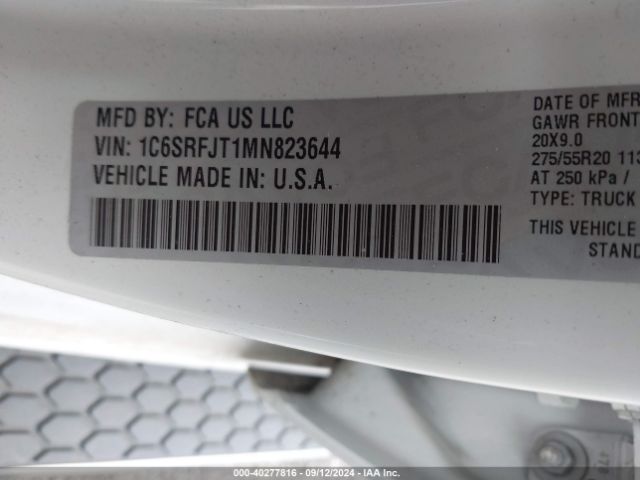 MFD BY: FCA US LLC
VIN: 1C6SRFJT1MN823644
VEHICLE MADE IN: U.S.A.
DATE OF MFR
GAWR FRONT
20X9.0
275/55R20 113
AT 250 kPa /
TYPE: TRUCK
THIS VEHICLE
STAND
000-40277816 - 09/12/2024 - IAA Inc.